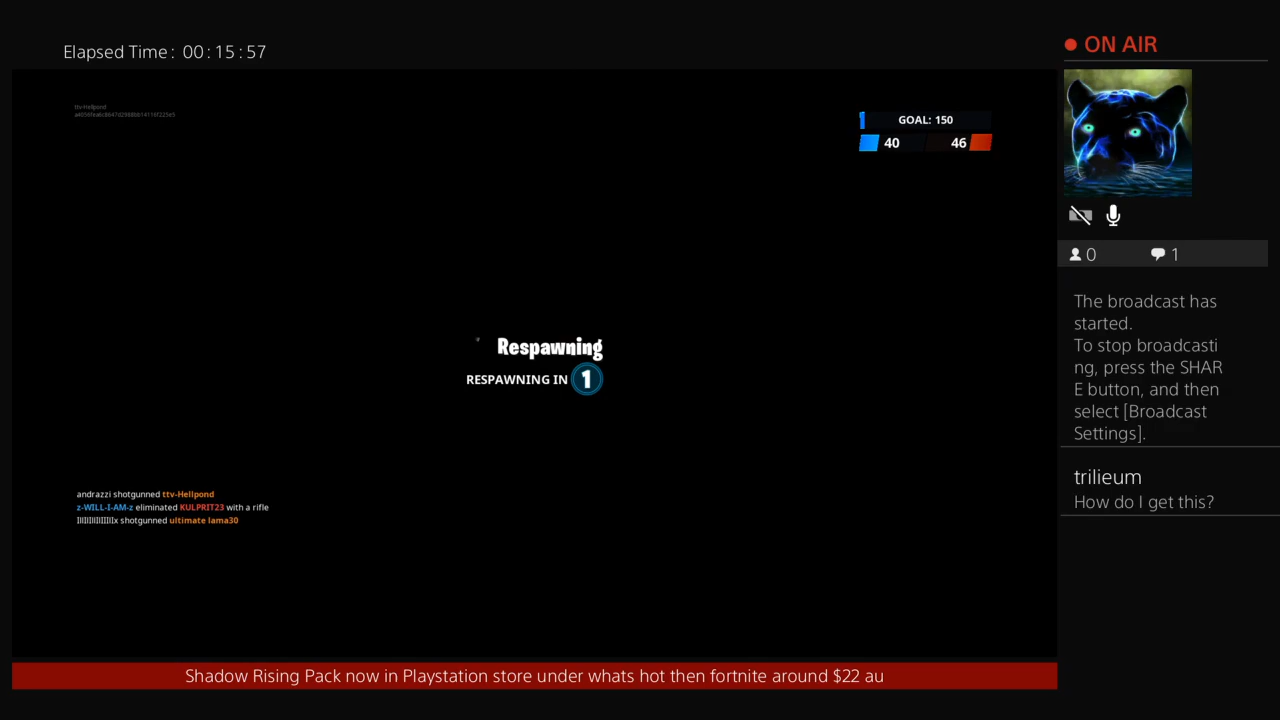 Elapsed Time: 00:15:57
ON AIR
ttv-Hellpond
GOAL: 150
40 46
0 1
The broadcast has
started.
To stop broadcasti
ng, press the SHAR
E button, and then
select [Broadcast
Settings].
Respawning
RESPAWNING IN 1
trilieum
How do I get this?
andrazzi shotgunned ttv-Hellpond
z-WILL-I-AM-z eliminated KULPRIT23 with a rifle
shotgunned ultimate lama30
Shadow Rising Pack now in Playstation store under whats hot then fortnite around $22 au